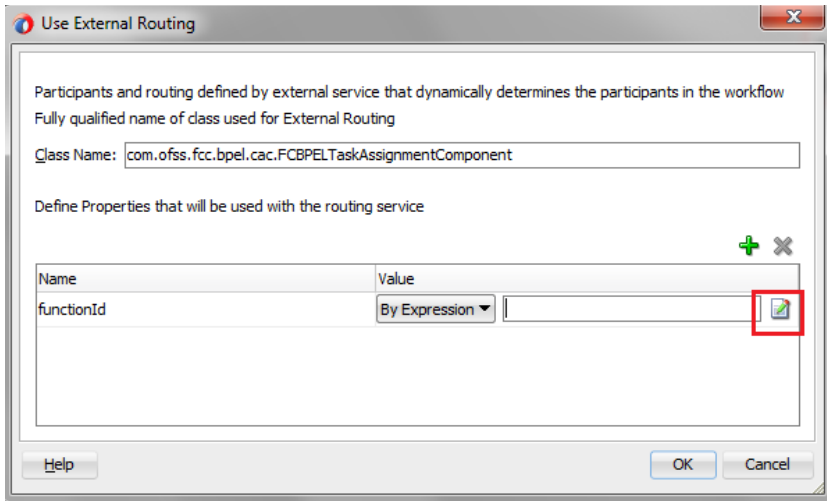 Use External Routing
Participants and routing defined by external service that dynamically determines the participants in the workflow
Fully qualified name of class used for External Routing
Class Name: com.ofss.fcc.bpel.cac.FCBPELTaskAssignmentComponent
Define Properties that will be used with the routing service
Name Value
functionId By Expression
Help OK Cancel